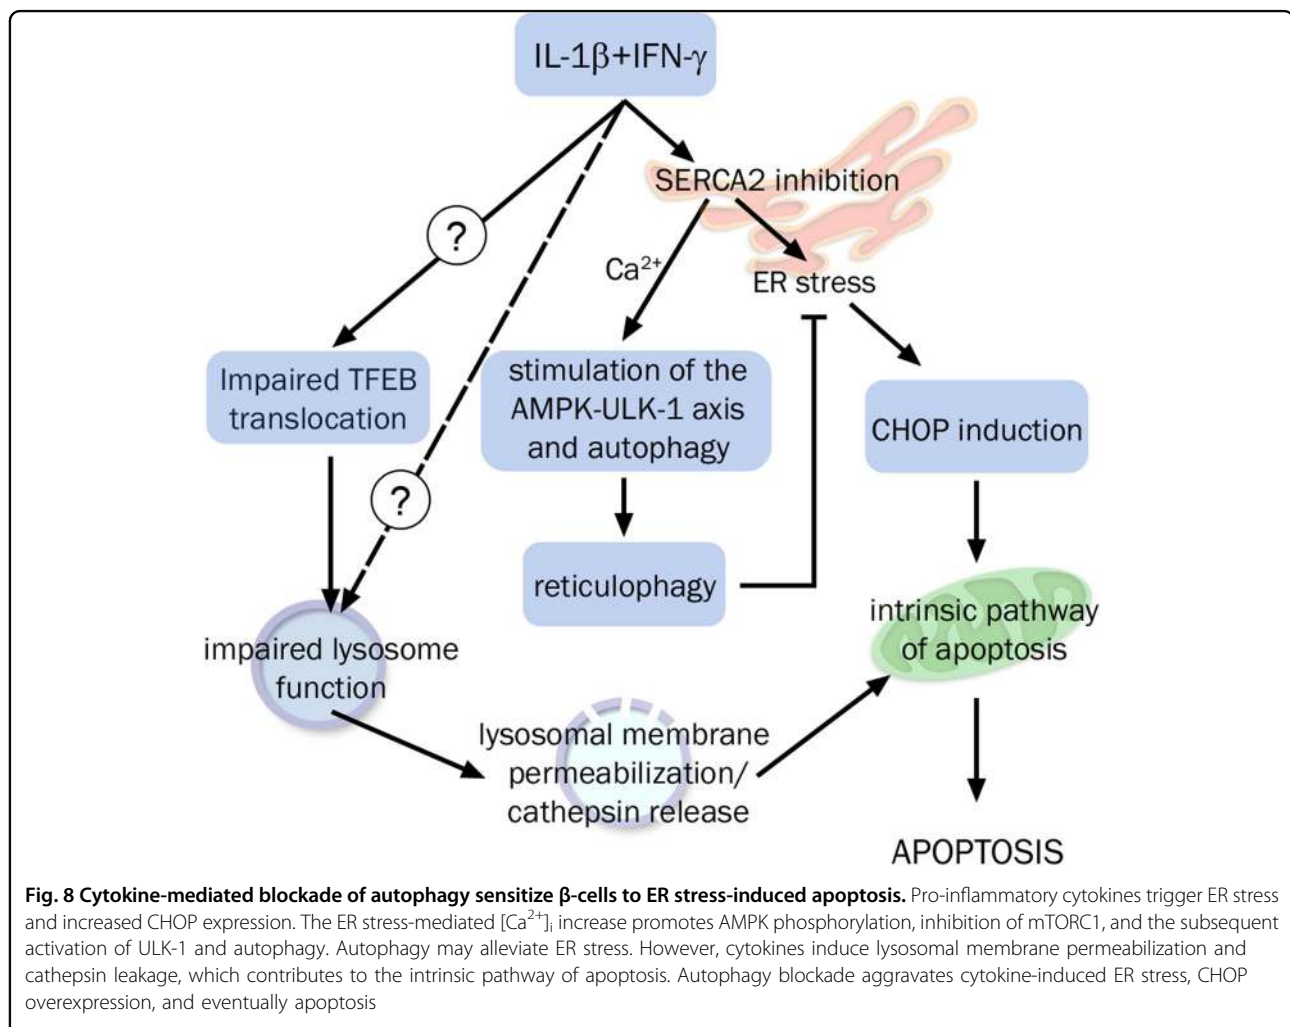 IL-1β+IFN-γ
SERCA2 inhibition
?
Ca²⁺
ER stress
Impaired TFEB
translocation
stimulation of the
AMPK-ULK-1 axis
and autophagy
CHOP induction
?
reticulophagy
intrinsic pathway
of apoptosis
impaired lysosome
function
lysosomal membrane
permeabilization/
cathepsin release
APOPTOSIS
Fig. 8 Cytokine-mediated blockade of autophagy sensitize β-cells to ER stress-induced apoptosis. Pro-inflammatory cytokines trigger ER stress
and increased CHOP expression. The ER stress-mediated [Ca²⁺]ᵢ increase promotes AMPK phosphorylation, inhibition of mTORC1, and the subsequent
activation of ULK-1 and autophagy. Autophagy may alleviate ER stress. However, cytokines induce lysosomal membrane permeabilization and
cathepsin leakage, which contributes to the intrinsic pathway of apoptosis. Autophagy blockade aggravates cytokine-induced ER stress, CHOP
overexpression, and eventually apoptosis